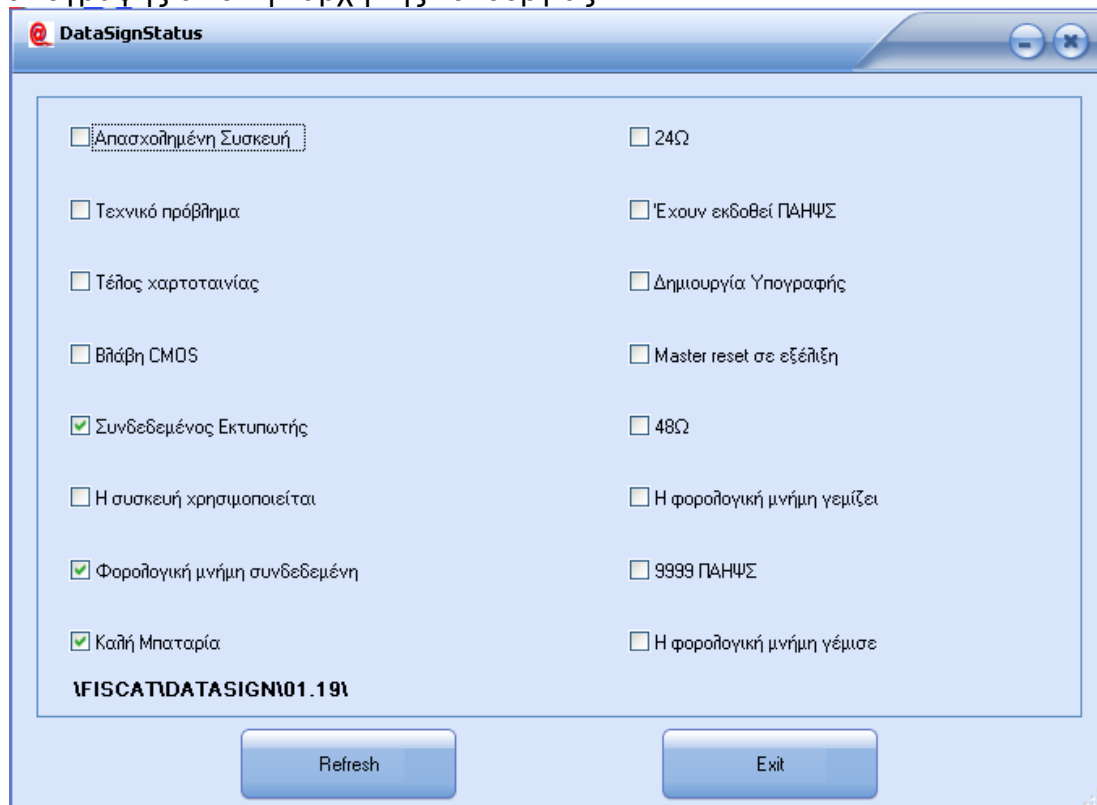 DataSignStatus
Απασχολημένη Συσκευή
24Ω
Τεχνικό πρόβλημα
Έχουν εκδοθεί ΠΑΗΨΣ
Τέλος χαρτοταινίας
Δημιουργία Υπογραφής
Βλάβη CMOS
Master reset σε εξέλιξη
Συνδεδεμένος Εκτυπωτής
48Ω
Η συσκευή χρησιμοποιείται
Η φορολογική μνήμη γεμίζει
Φορολογική μνήμη συνδεδεμένη
9999 ΠΑΗΨΣ
Καλή Μπαταρία
Η φορολογική μνήμη γέμισε
\FISCAT\DATASIGN\01.19\
Refresh
Exit